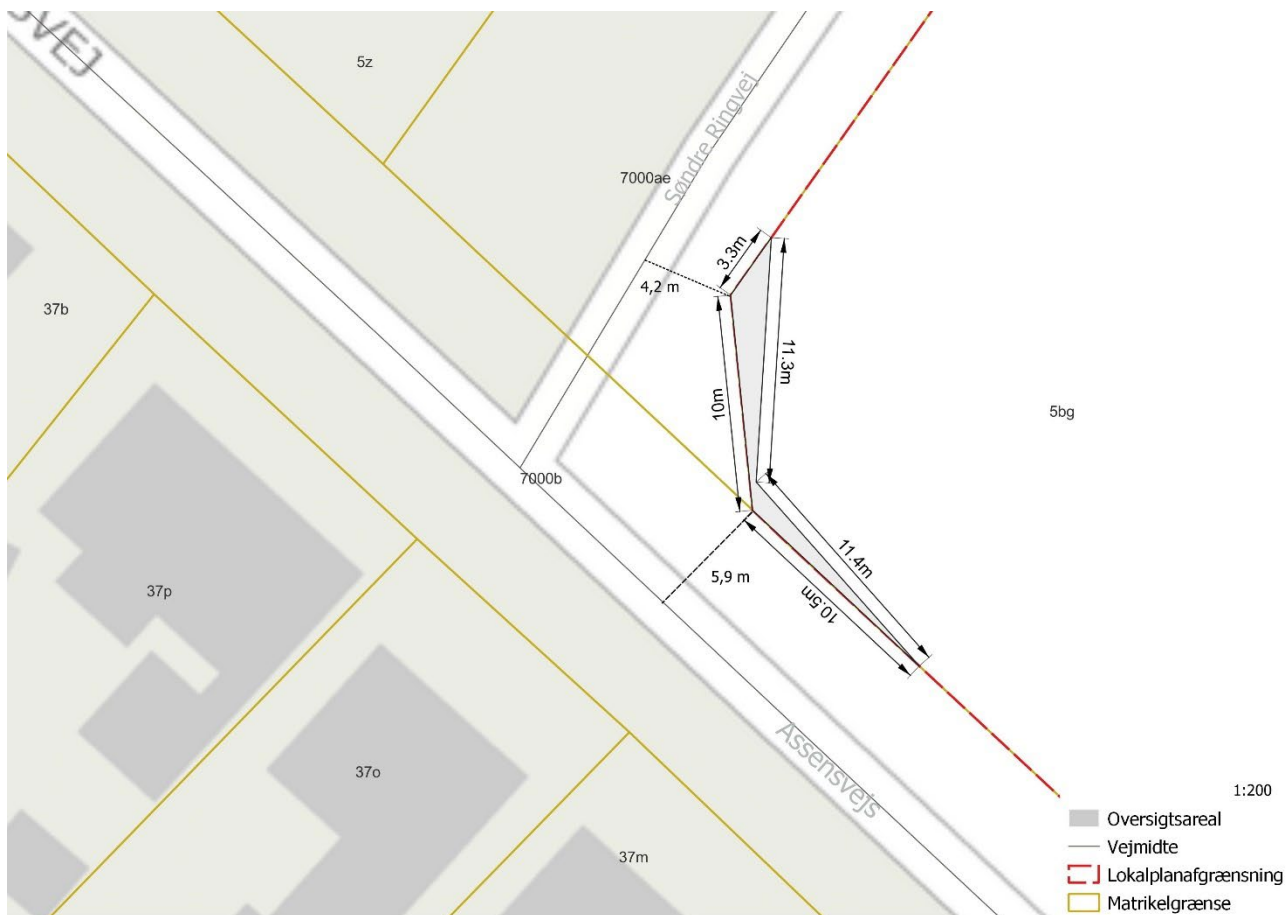 SVEJ
5z
7000ae
Søndre Ringvej
3.3m
4,2 m
37b
11.3m
10m
5bg
7000b
11.4m
5,9 m
10.5m
37p
Assensvejs
37o
37m
1:200
Oversigtsareal
Vejmidte
Lokalplanafgrænsning
Matrikelgrænse